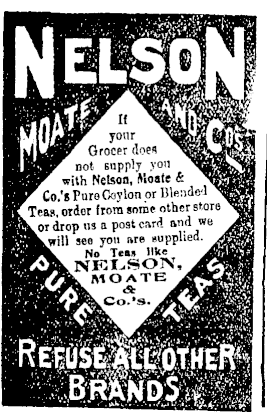 NELSON
MOATE AND CO'S
If
your
Grocer does
not supply you
with Nelson, Moate &
Co.'s Pure Ceylon or Blended
Teas, order from some other store
or drop us a post card and we
will see you are supplied.
No Teas like
NELSON,
MOATE
&
Co.'s.
PURE TEAS
REFUSE ALL OTHER
BRANDS